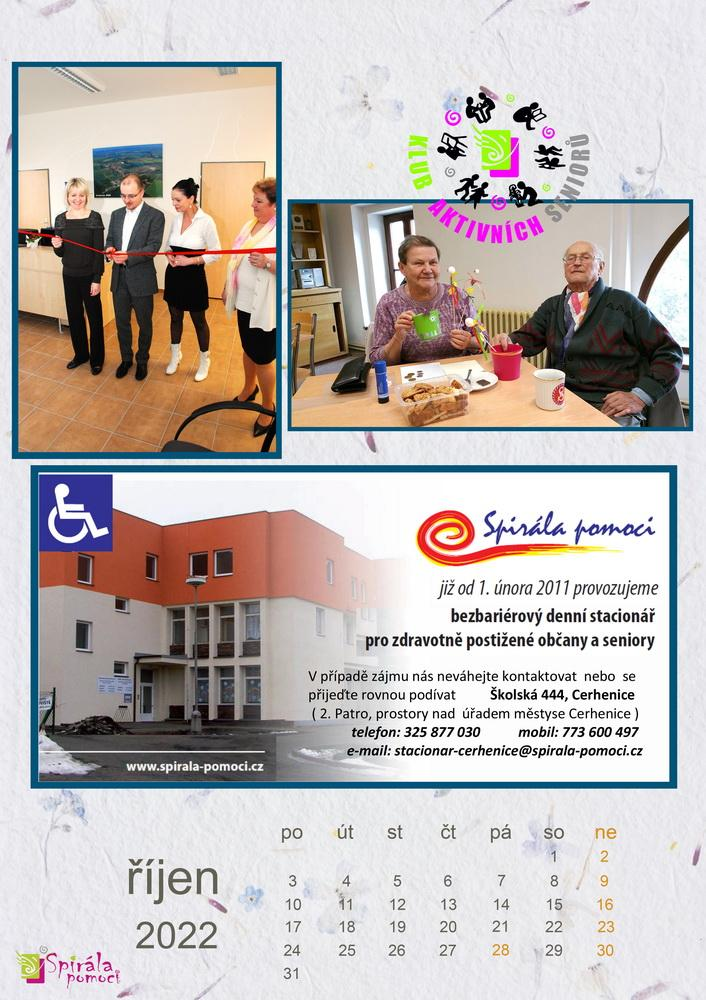 KLUB AKTIVNÍCH SENIORŮ
Spirála pomoci
již od 1. února 2011 provozujeme
bezbariérový denní stacionář
pro zdravotně postižené občany a seniory
V případě zájmu nás neváhejte kontaktovat nebo se
přijeďte rovnou podívat Školská 444, Cerhenice
( 2. Patro, prostory nad úřadem městyse Cerhenice )
telefon: 325 877 030 mobil: 773 600 497
e-mail: stacionar-cerhenice@spirala-pomoci.cz
www.spirala-pomoci.cz
říjen
2022
po út st čt pá so ne
1 2
3 4 5 6 7 8 9
10 11 12 13 14 15 16
17 18 19 20 21 22 23
24 25 26 27 28 29 30
31
Spirála
pomoci